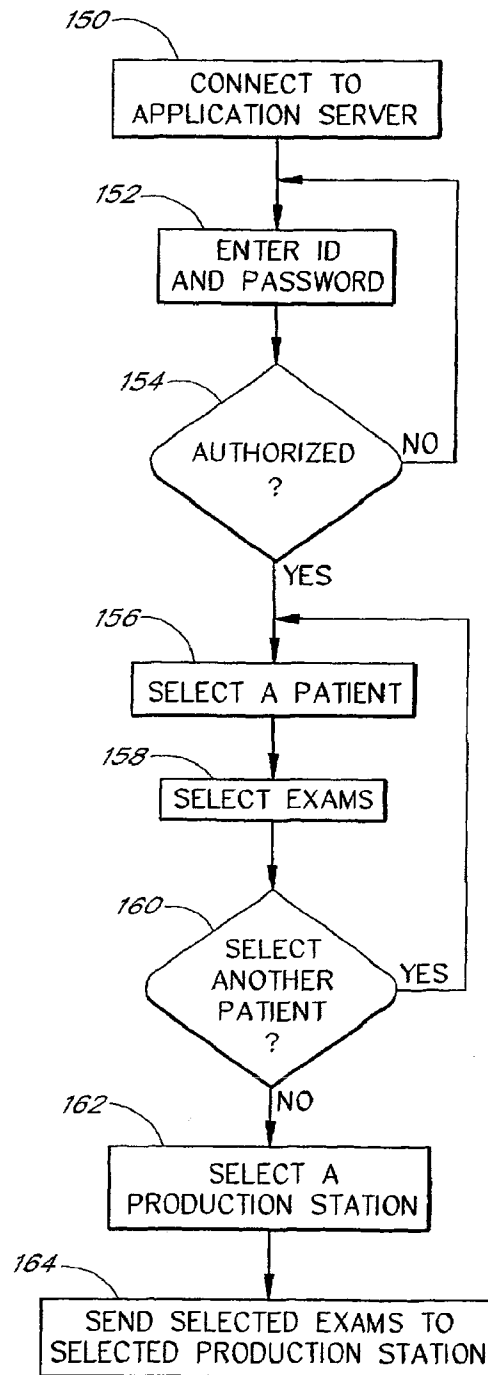 150
CONNECT TO
APPLICATION SERVER
152
ENTER ID
AND PASSWORD
154
AUTHORIZED
?
NO
YES
156
SELECT A PATIENT
158
SELECT EXAMS
160
SELECT
ANOTHER
PATIENT
?
YES
NO
162
SELECT A
PRODUCTION STATION
164
SEND SELECTED EXAMS TO
SELECTED PRODUCTION STATION